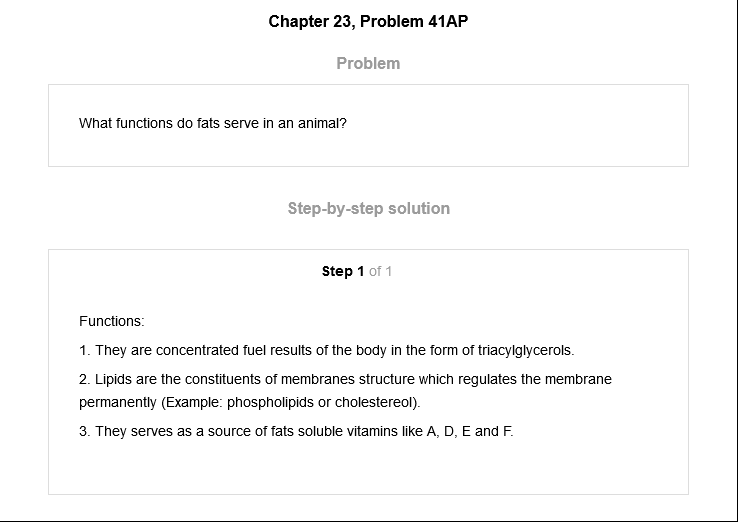 Chapter 23, Problem 41AP
Problem
What functions do fats serve in an animal?
Step-by-step solution
Step 1 of 1
Functions:
1. They are concentrated fuel results of the body in the form of triacylglycerols.
2. Lipids are the constituents of membranes structure which regulates the membrane
permanently (Example: phospholipids or cholestereol).
3. They serves as a source of fats soluble vitamins like A, D, E and F.